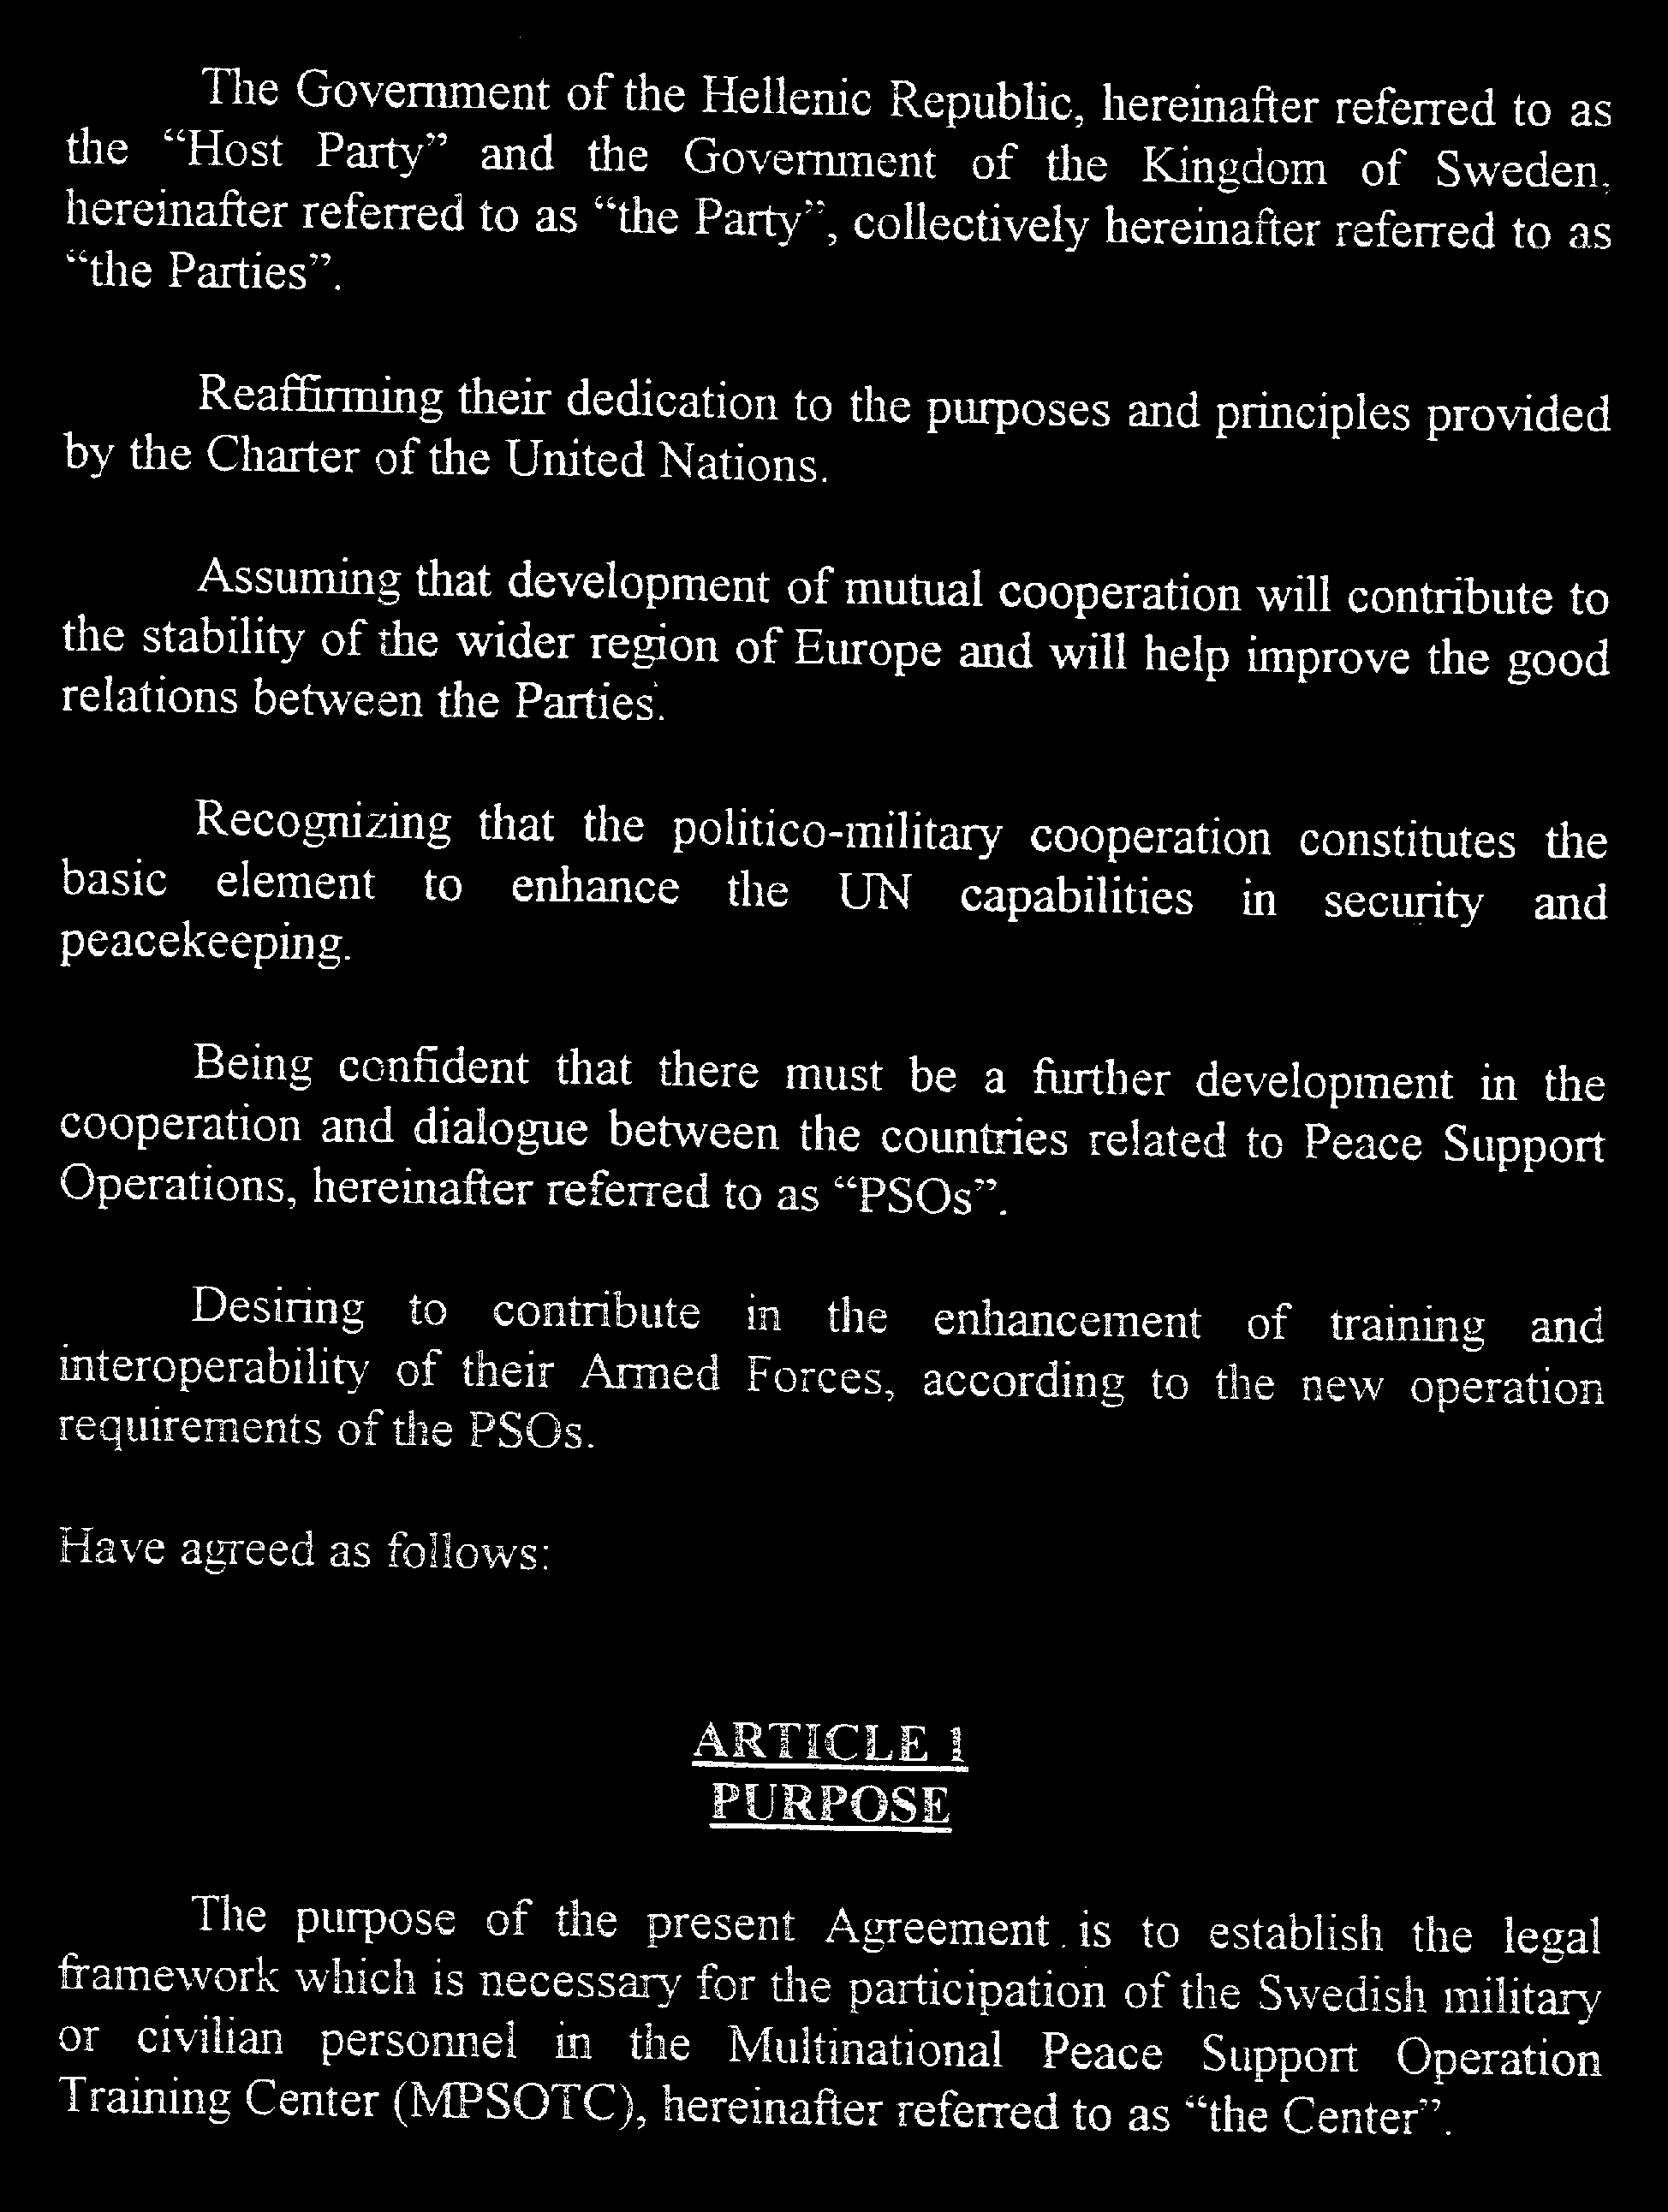 The Government of the Hellenic Republic, hereinafter referred to as
the “Host Party” and the Government of the Kingdom of Sweden,
hereinafter referred to as “the Party”, collectively hereinafter referred to as
“the Parties”.
Reaffirming their dedication to the purposes and principles provided
by the Charter of the United Nations.
Assuming that development of mutual cooperation will contribute to
the stability of the wider region of Europe and will help improve the good
relations between the Parties.
Recognizing that the politico-military cooperation constitutes the
basic element to enhance the UN capabilities in security and
peacekeeping.
Being confident that there must be a further development in the
cooperation and dialogue between the countries related to Peace Support
Operations, hereinafter referred to as “PSOs”.
Desiring to contribute in the enhancement of training and
interoperability of their Armed Forces, according to the new operation
requirements of the PSOs.
Have agreed as follows:
ARTICLE 1
PURPOSE
The purpose of the present Agreement is to establish the legal
framework which is necessary for the participation of the Swedish military
or civilian personnel in the Multinational Peace Support Operation
Training Center (MPSOTC), hereinafter referred to as “the Center”.